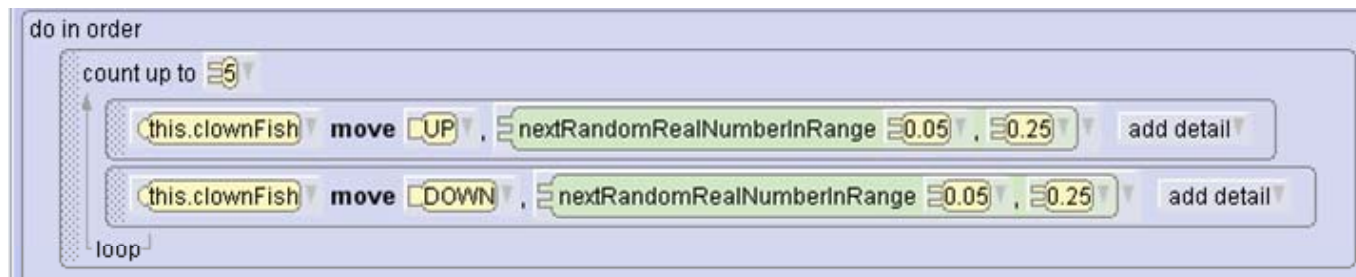 do in order
count up to 5
this.clownFish move UP , nextRandomRealNumberInRange 0.05 , 0.25 add detail
this.clownFish move DOWN , nextRandomRealNumberInRange 0.05 , 0.25 add detail
loop